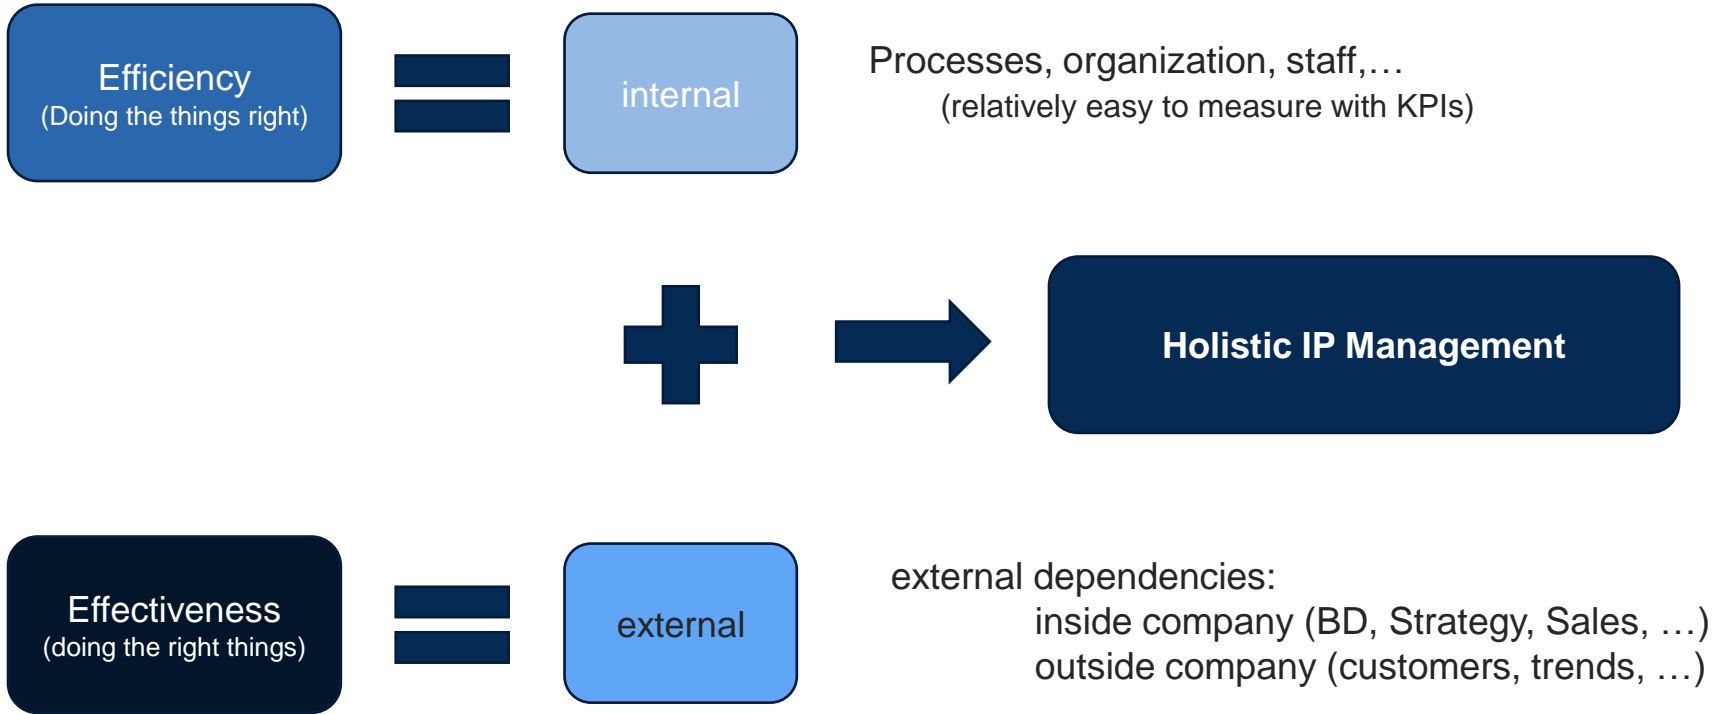 Efficiency
(Doing the things right)
internal
Processes, organization, staff,…
(relatively easy to measure with KPIs)
Holistic IP Management
Effectiveness
(doing the right things)
external
external dependencies:
inside company (BD, Strategy, Sales, …)
outside company (customers, trends, …)